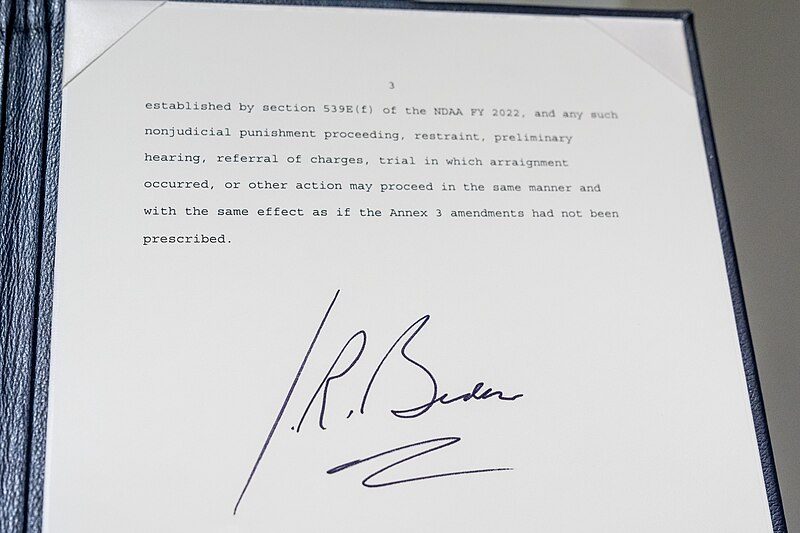 3
established by section 539E(f) of the NDAA FY 2022, and any such
nonjudicial punishment proceeding, restraint, preliminary
hearing, referral of charges, trial in which arraignment
occurred, or other action may proceed in the same manner and
with the same effect as if the Annex 3 amendments had not been
prescribed.
J.R. Biden